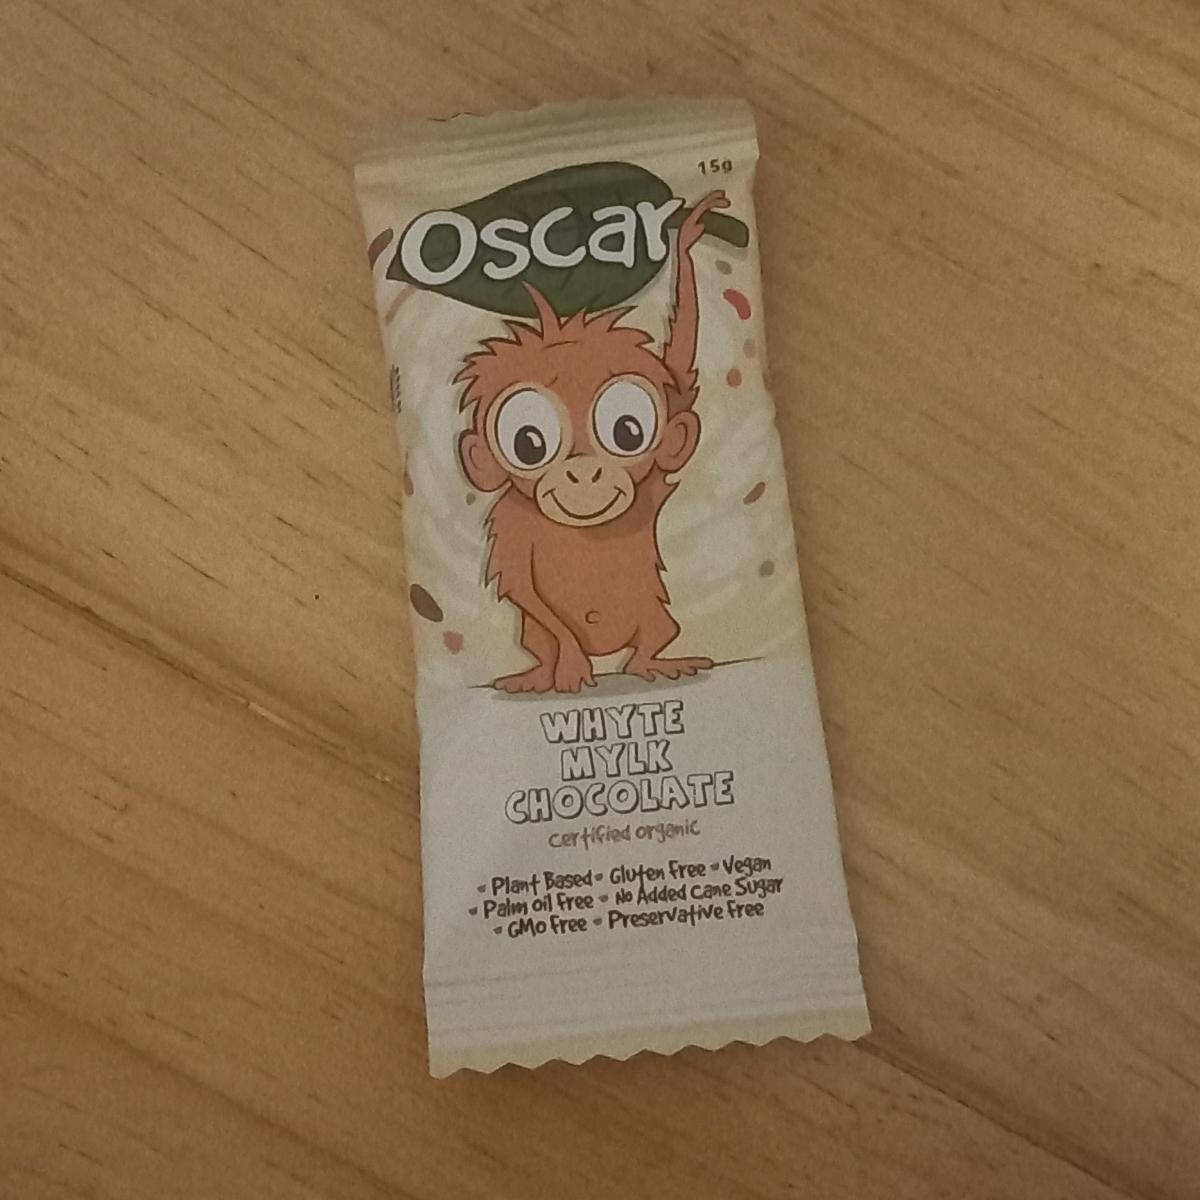 15g
Oscar
WHYTE
MYLK
CHOCOLATE
certified organic
- Plant Based - Gluten Free - Vegan
- Palm oil Free - No Added Cane Sugar
- GMO Free - Preservative Free